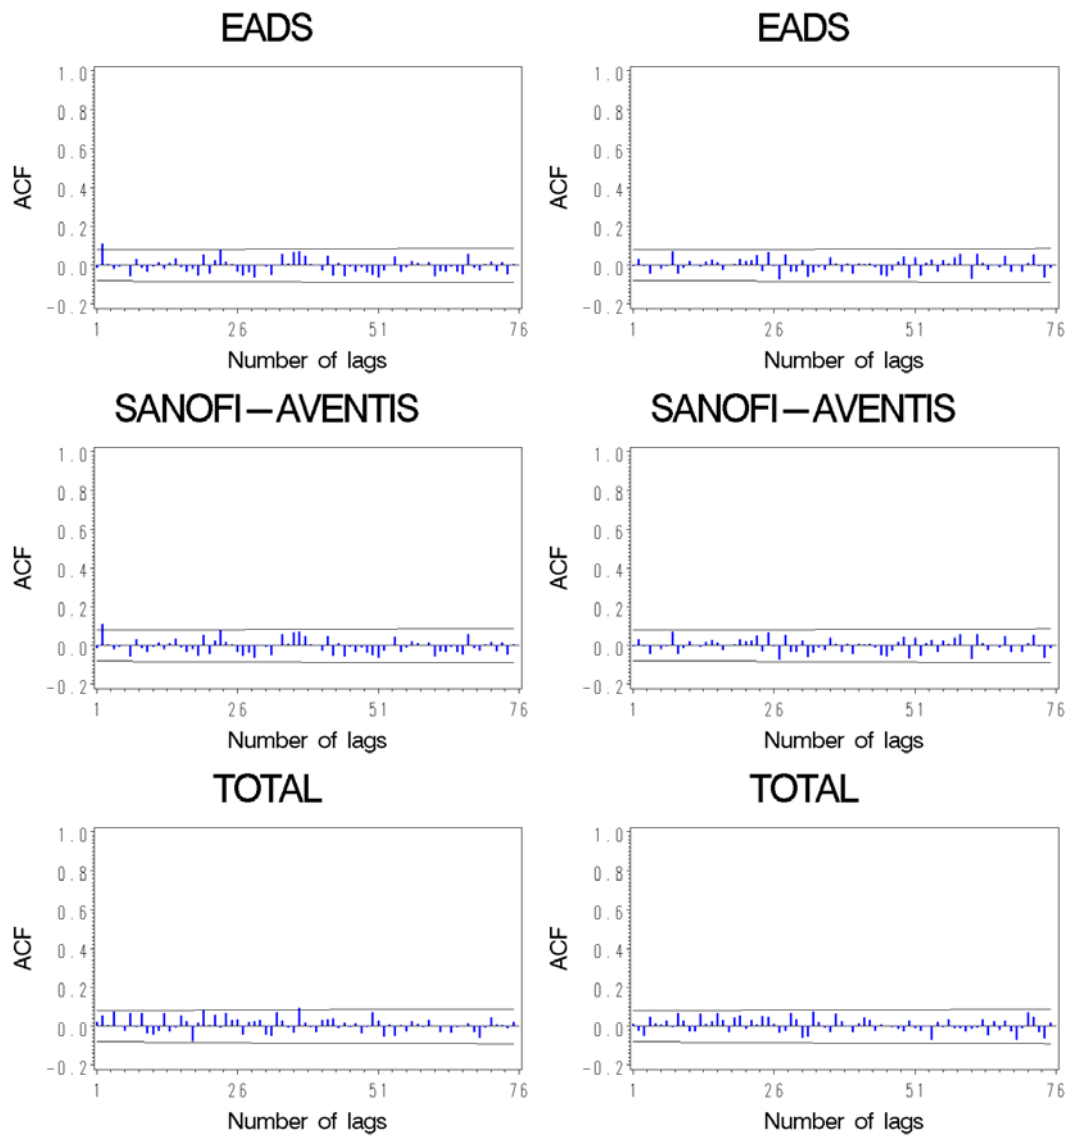 EADS EADS
1.0 1.0
0.8 0.8
0.6 0.6
ACF ACF
0.4 0.4
0.2 0.2
0.0 0.0
-0.2 -0.2
1 26 51 76 1 26 51 76
Number of lags Number of lags
SANOFI-AVENTIS SANOFI-AVENTIS
1.0 1.0
0.8 0.8
0.6 0.6
ACF ACF
0.4 0.4
0.2 0.2
0.0 0.0
-0.2 -0.2
1 26 51 76 1 26 51 76
Number of lags Number of lags
TOTAL TOTAL
1.0 1.0
0.8 0.8
0.6 0.6
ACF ACF
0.4 0.4
0.2 0.2
0.0 0.0
-0.2 -0.2
1 26 51 76 1 26 51 76
Number of lags Number of lags